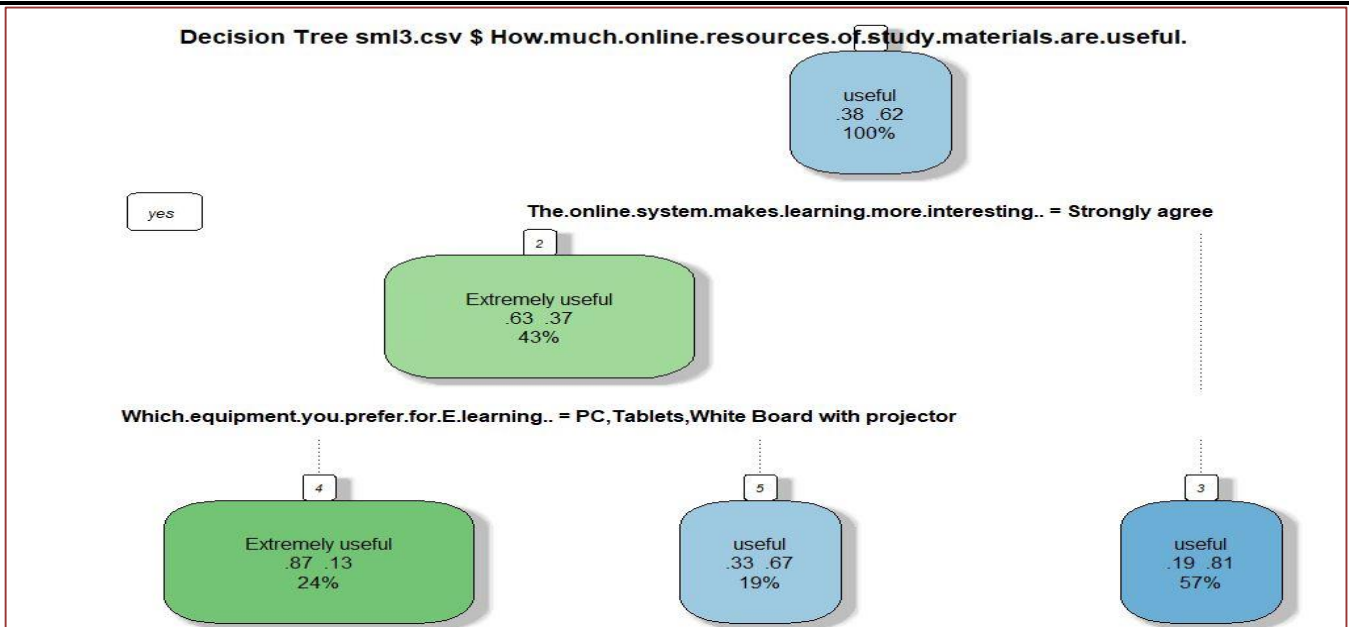 Decision Tree sml3.csv $ How.much.online.resources.of.study.materials.are.useful.
useful
.38 .62
100%
yes
The.online.system.makes.learning.more.interesting.. = Strongly agree
2
Extremely useful
.63 .37
43%
Which.equipment.you.prefer.for.E.learning.. = PC,Tablets,White Board with projector
4
5
3
Extremely useful
.87 .13
24%
useful
.33 .67
19%
useful
.19 .81
57%